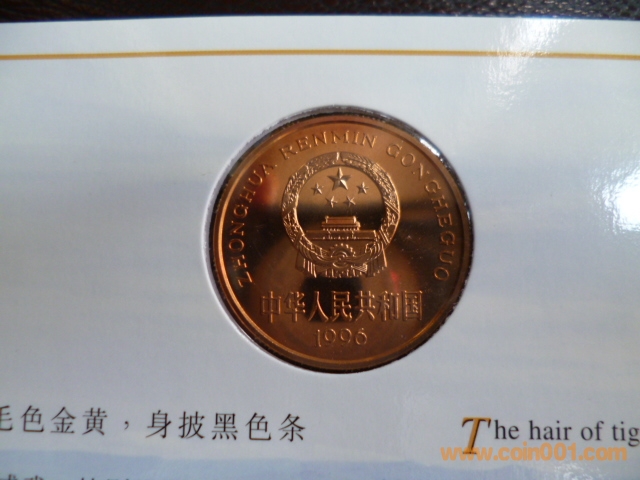 ZHONGHUA RENMIN GONGHEGUO
中华人民共和国
1996
毛色金黄，身披黑色条
The hair of tig
www.coin001.com